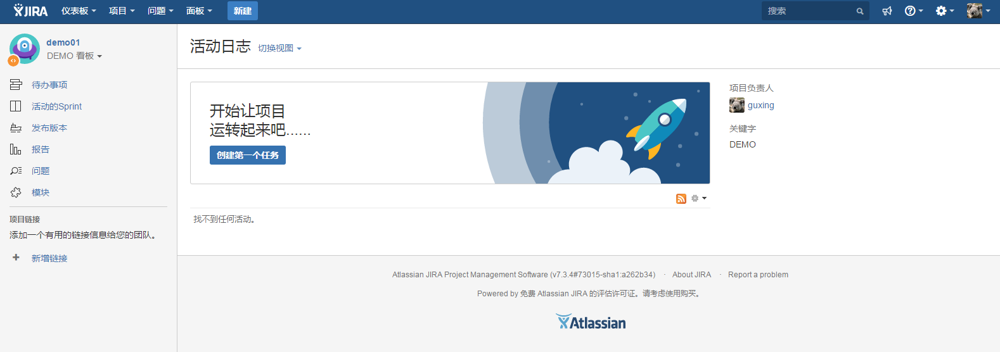 JIRA 仪表板 项目 问题 面板 新建 搜索
demo01
DEMO 看板
待办事项
活动的Sprint
发布版本
报告
问题
模块
项目链接
添加一个有用的链接信息给您的团队。
新增链接
活动日志 切换视图
开始让项目
运转起来吧......
创建第一个任务
找不到任何活动。
项目负责人
guxing
关键字
DEMO
Atlassian JIRA Project Management Software (v7.3.4#73015-sha1:a262b34) · About JIRA · Report a problem
Powered by 免费 Atlassian JIRA 的评估许可证。请考虑使用购买。
Atlassian